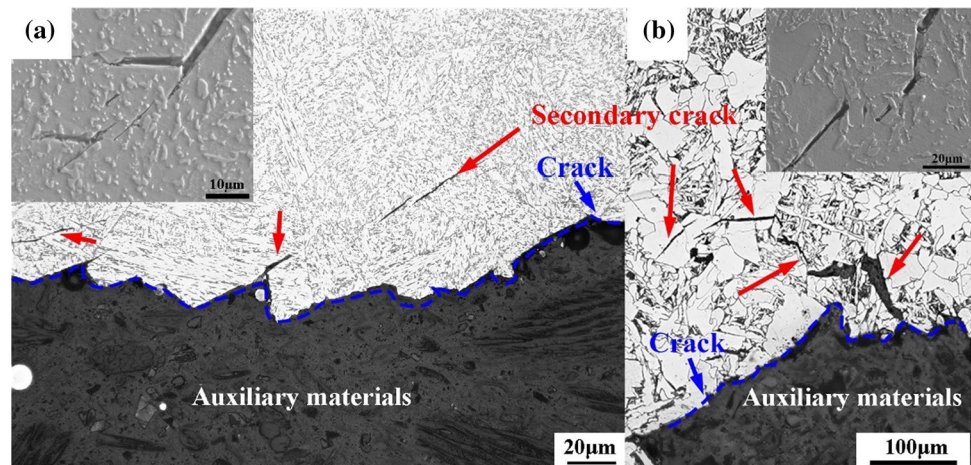 (a)
10μm
Secondary crack
Crack
Auxiliary materials
20μm
(b)
20μm
Crack
Auxiliary materials
100μm